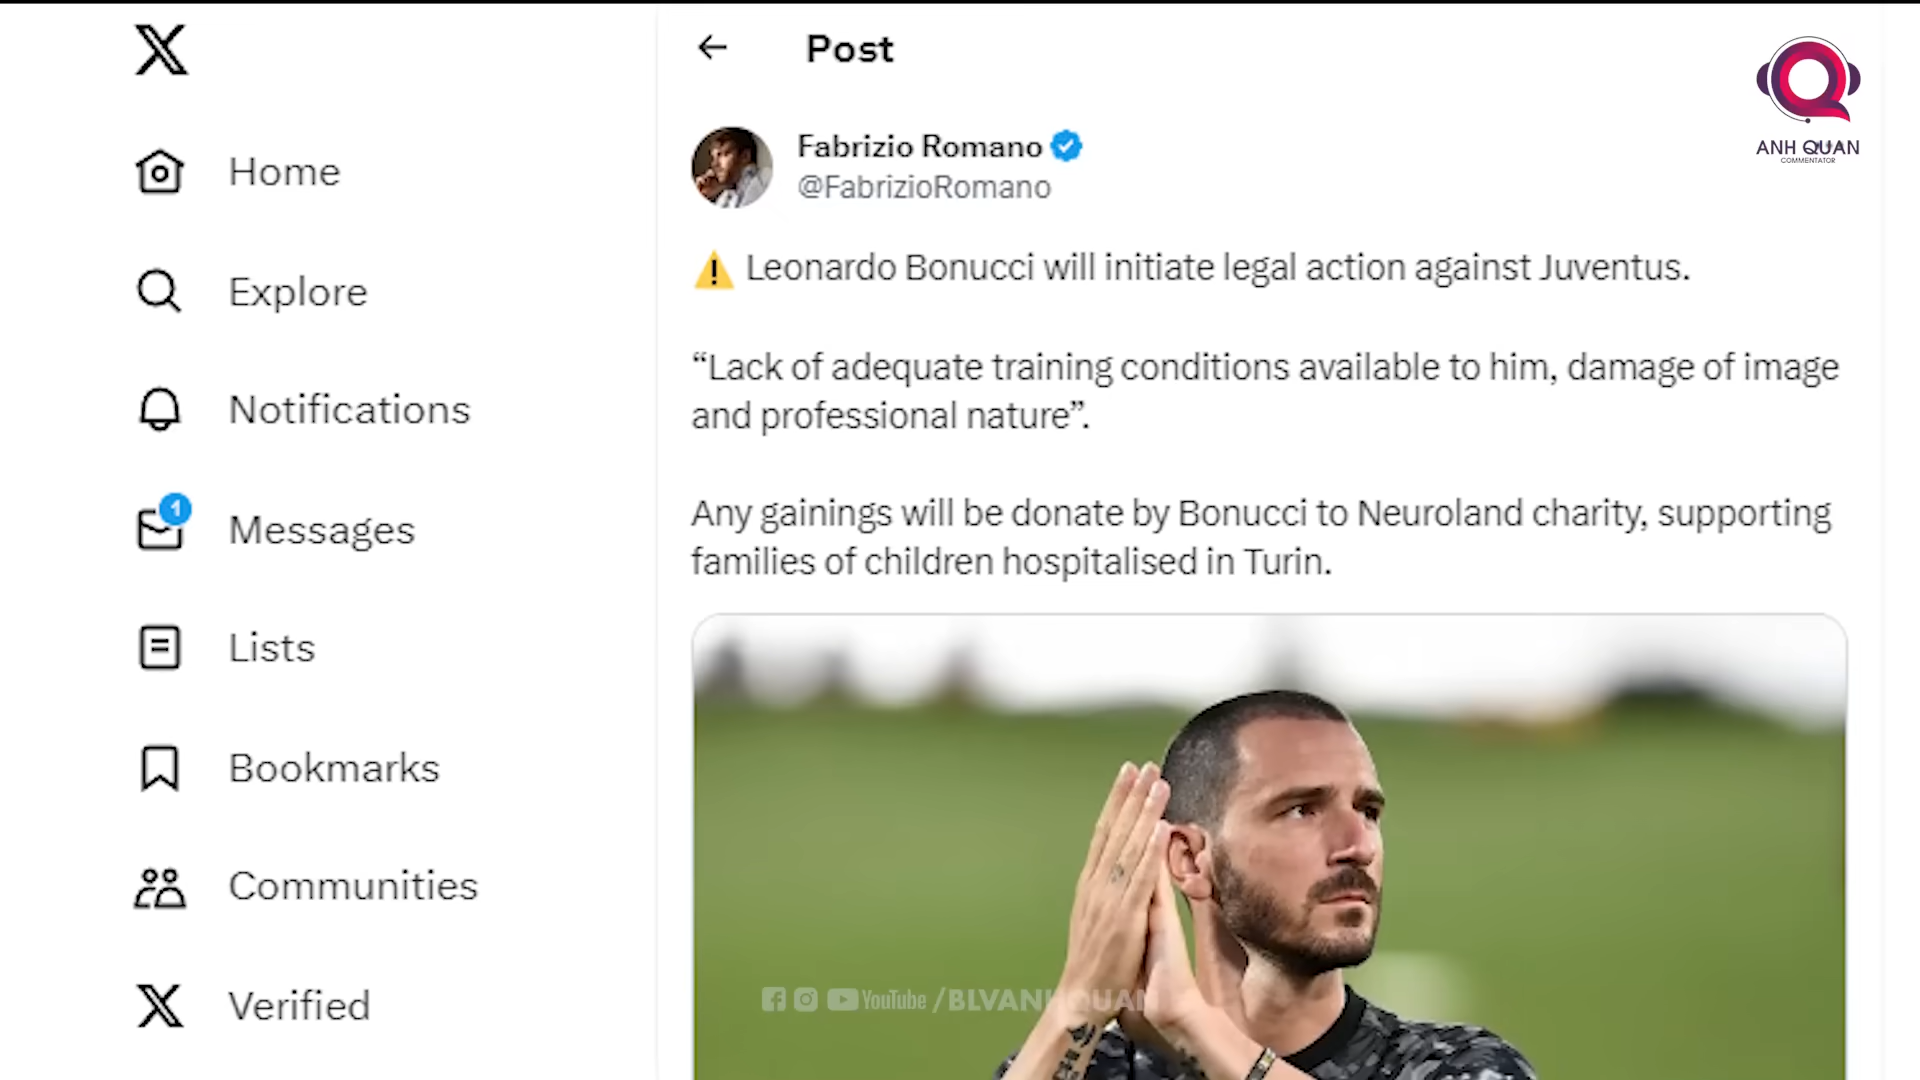 Post
Fabrizio Romano
@FabrizioRomano
Leonardo Bonucci will initiate legal action against Juventus.
“Lack of adequate training conditions available to him, damage of image
and professional nature”.
Any gainings will be donate by Bonucci to Neuroland charity, supporting
families of children hospitalised in Turin.
Home
Explore
Notifications
1
Messages
Lists
Bookmarks
Communities
Verified
ANH QUAN
COMMENTATOR
YouTube /BLVANHQUAN